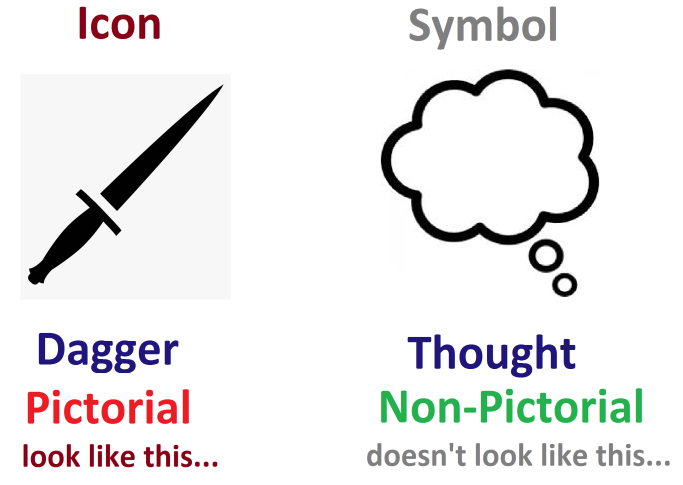 Icon
Symbol
Dagger
Thought
Pictorial
Non-Pictorial
look like this...
doesn't look like this...